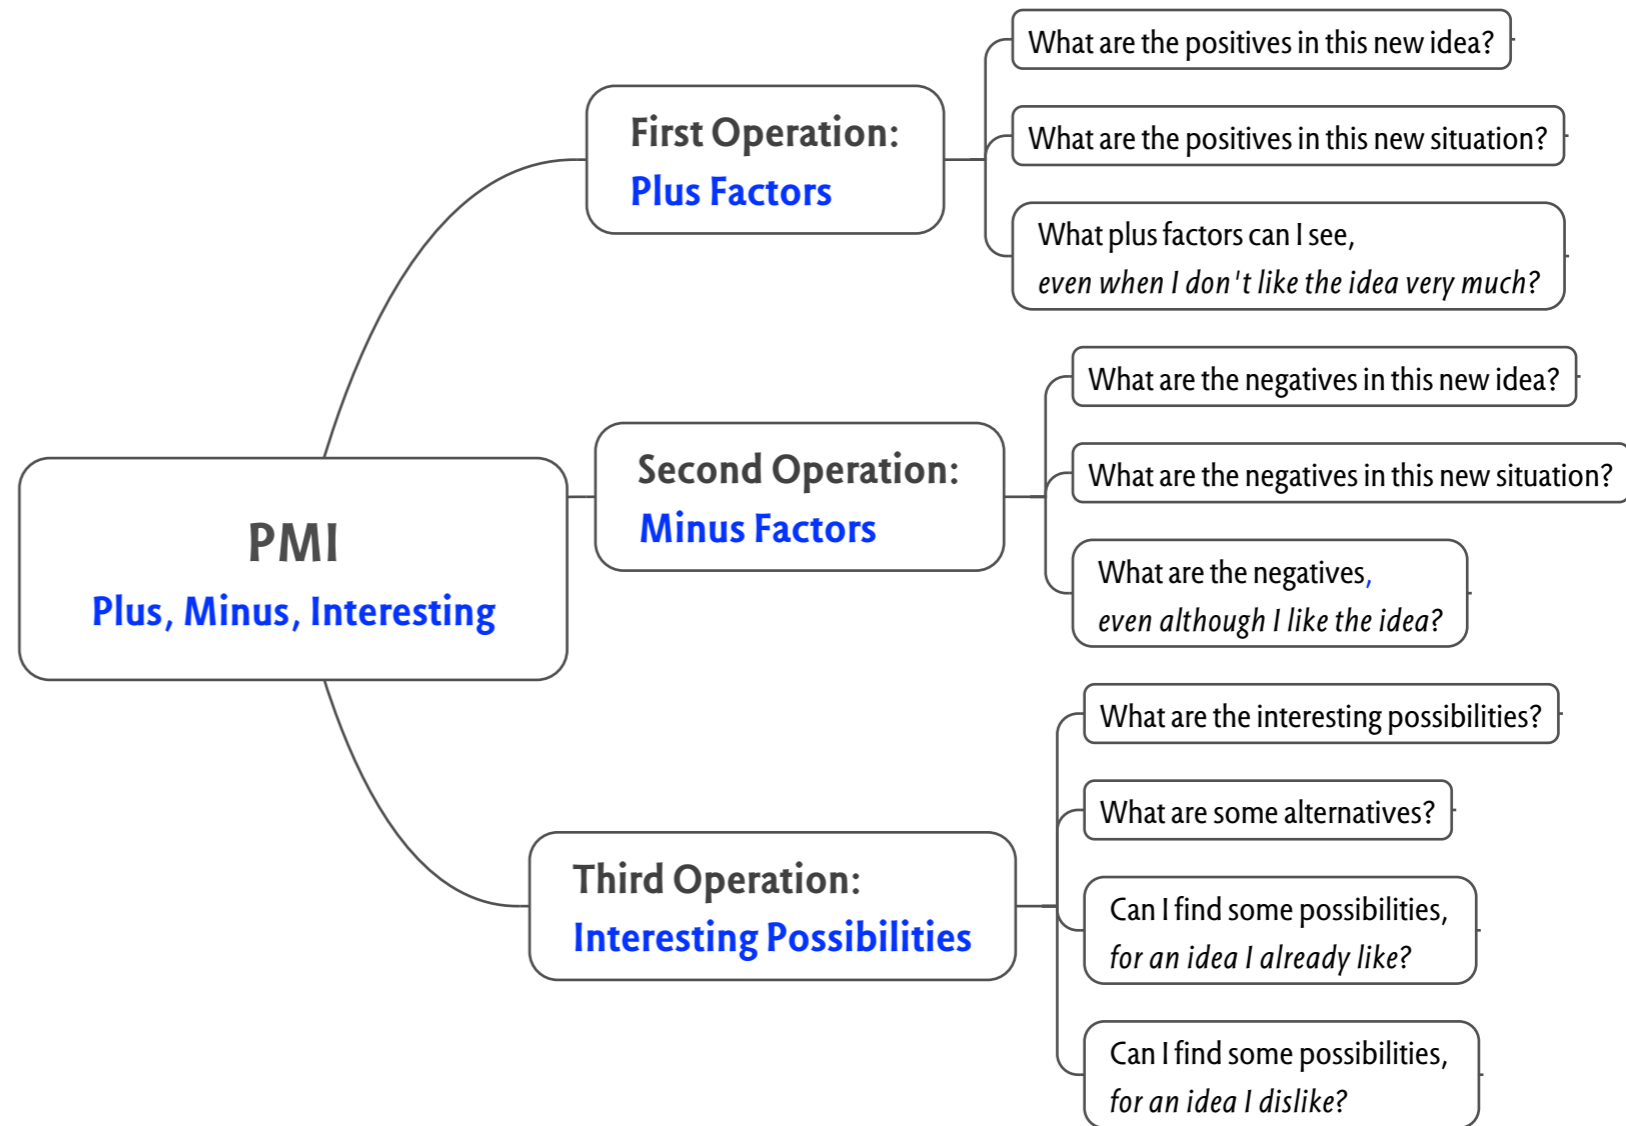 PMI
Plus, Minus, Interesting
First Operation:
Plus Factors
What are the positives in this new idea?
What are the positives in this new situation?
What plus factors can I see,
even when I don't like the idea very much?
Second Operation:
Minus Factors
What are the negatives in this new idea?
What are the negatives in this new situation?
What are the negatives,
even although I like the idea?
Third Operation:
Interesting Possibilities
What are the interesting possibilities?
What are some alternatives?
Can I find some possibilities,
for an idea I already like?
Can I find some possibilities,
for an idea I dislike?